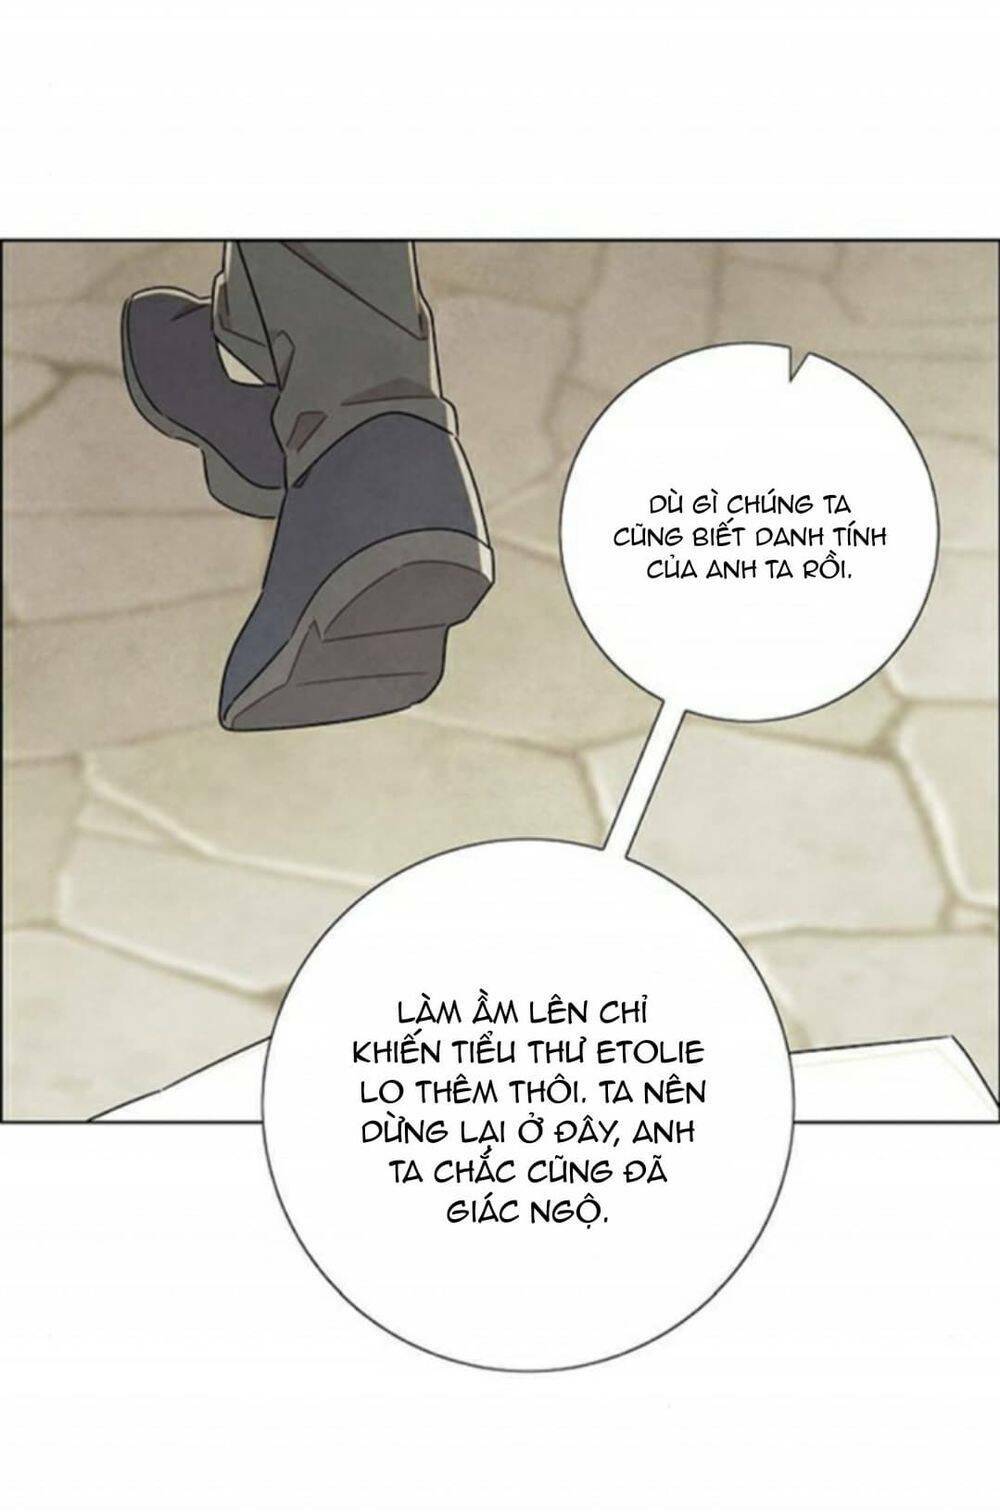 DÙ GÌ CHÚNG TA
CŨNG BIẾT DANH TÍNH
CỦA ANH TA RỒI.
LÀM ẦM LÊN CHỈ
KHIẾN TIỂU THƯ ETOLIE
LO THÊM THÔI. TA NÊN
DỪNG LẠI Ở ĐÂY, ANH
TA CHẮC CŨNG ĐÃ
GIÁC NGỘ.